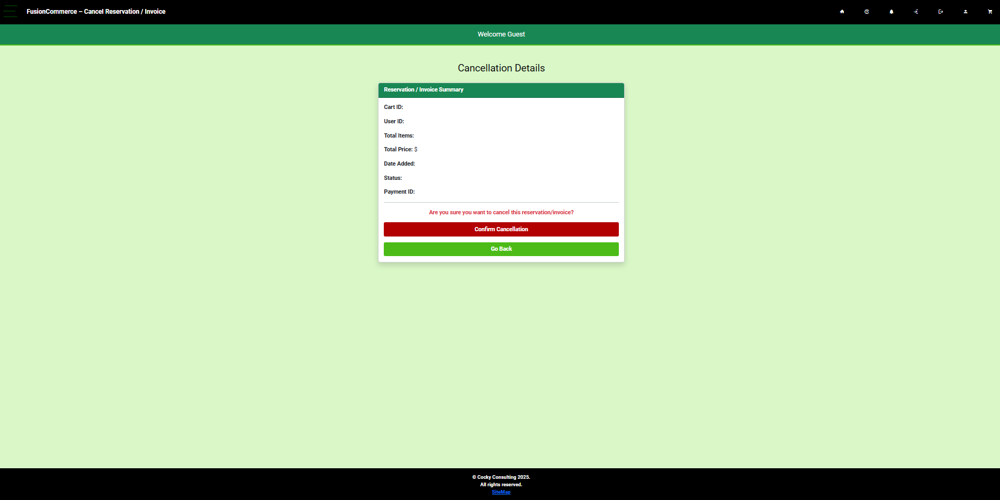 FusionCommerce – Cancel Reservation / Invoice
Welcome Guest
Cancellation Details
Reservation / Invoice Summary
Cart ID:
User ID:
Total Items:
Total Price: $
Date Added:
Status:
Payment ID:
Are you sure you want to cancel this reservation/invoice?
Confirm Cancellation
Go Back
© Cocky Consulting 2025.
All rights reserved.
SiteMap